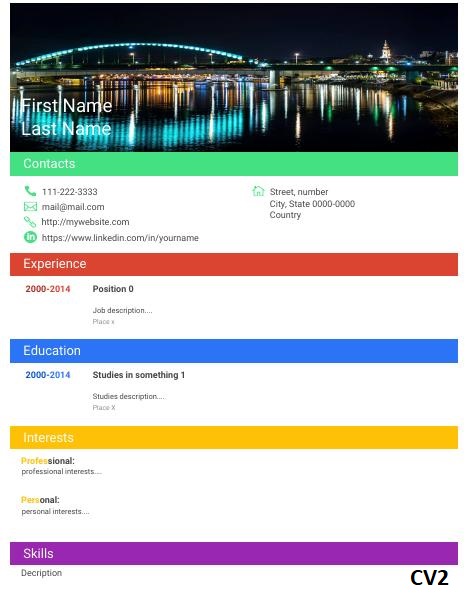 First Name
Last Name
Contacts
111-222-3333
mail@mail.com
http://mywebsite.com
https://www.linkedin.com/in/yourname
Street, number
City, State 0000-0000
Country
Experience
2000-2014 Position 0
Job description....
Place x
Education
2000-2014 Studies in something 1
Studies description....
Place X
Interests
Professional:
professional interests....
Personal:
personal interests....
Skills
Decription
CV2